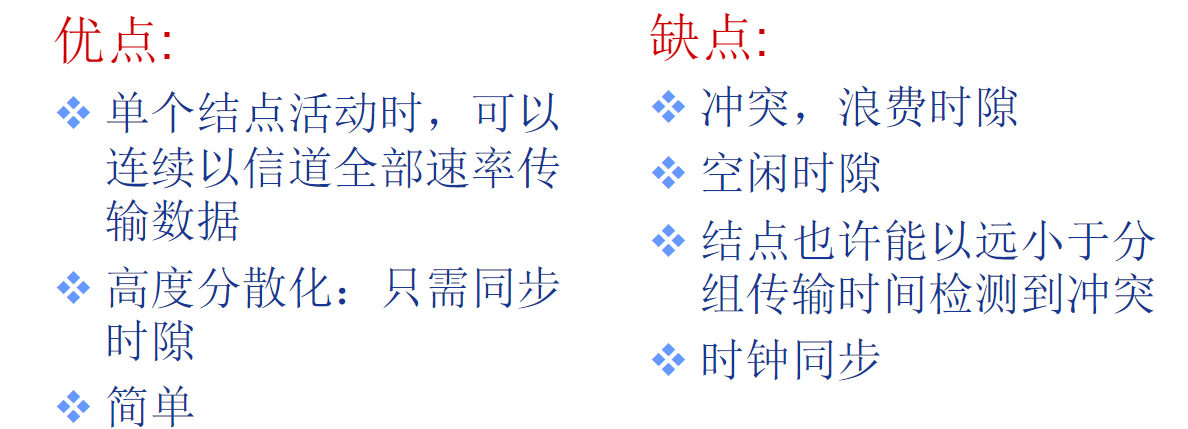 优点:
单个结点活动时，可以
连续以信道全部速率传
输数据
高度分散化：只需同步
时隙
简单
缺点:
冲突，浪费时隙
空闲时隙
结点也许能以远小于分
组传输时间检测到冲突
时钟同步